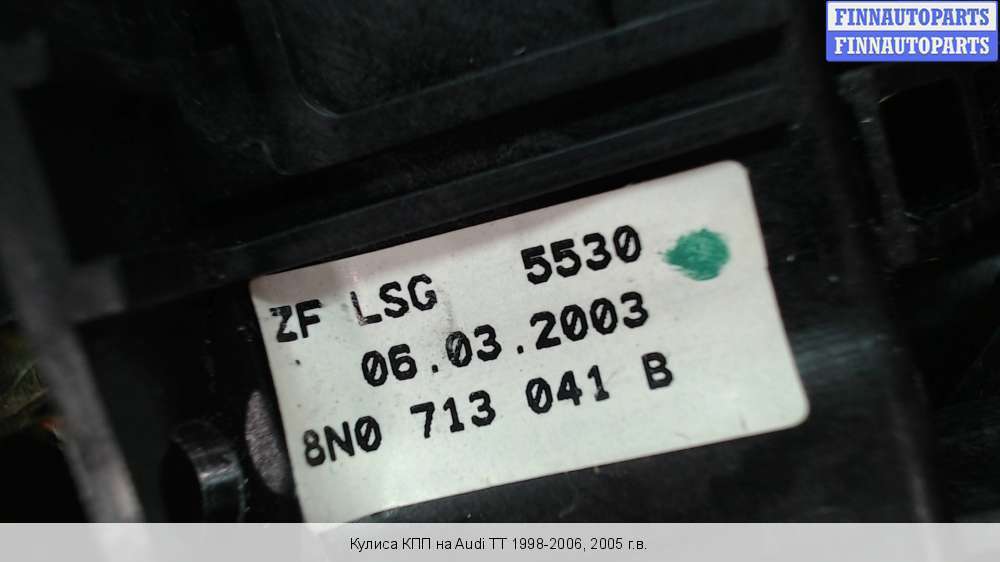 FINNAUTOPARTS
FINNAUTOPARTS
ZF LSG 5530
06.03.2003
8N0 713 041 B
Кулиса КПП на Audi TT 1998-2006, 2005 г.в.